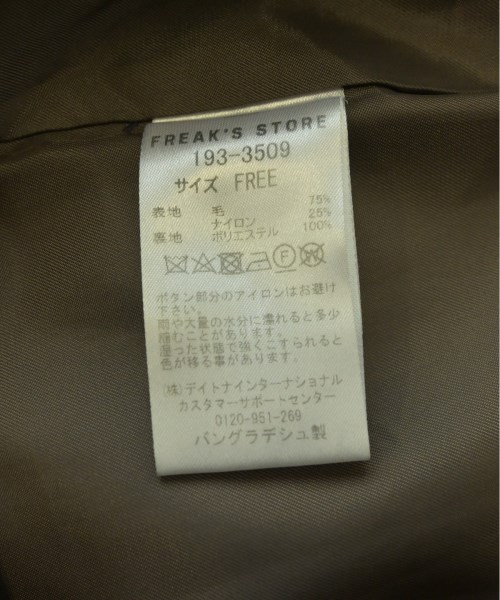 FREAK'S STORE
193-3509
サイズ FREE
表地 毛 75%
ナイロン 25%
裏地 ポリエステル 100%
F W
ボタン部分のアイロンはお避け
下さい。
雨や大量の水分に濡れると多少
縮むことがあります。
湿った状態で強くこすられると
色が移る事があります。
(株)デイトナインターナショナル
カスタマーサポートセンター
0120-951-269
バングラデシュ製